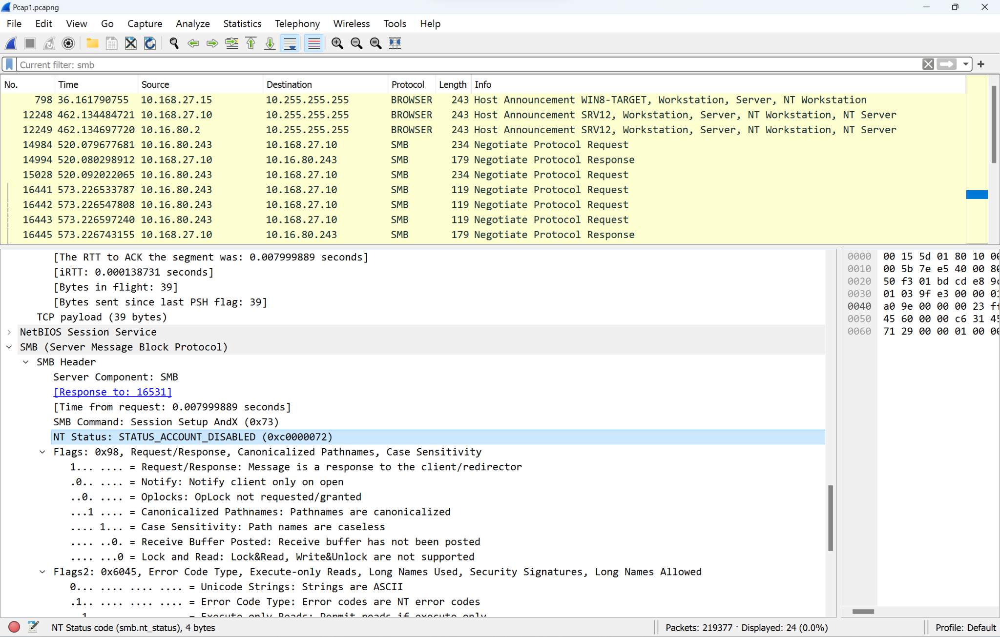 Pcap1.pcapng
File Edit View Go Capture Analyze Statistics Telephony Wireless Tools Help
Current filter: smb
No. Time Source Destination Protocol Length Info
798 36.161790755 10.168.27.15 10.255.255.255 BROWSER 243 Host Announcement WIN8-TARGET, Workstation, Server, NT Workstation
12248 462.134484721 10.168.27.10 10.255.255.255 BROWSER 243 Host Announcement SRV12, Workstation, Server, NT Workstation, NT Server
12249 462.134697720 10.16.80.2 10.255.255.255 BROWSER 243 Host Announcement SRV12, Workstation, Server, NT Workstation, NT Server
14984 520.079677681 10.16.80.243 10.168.27.10 SMB 234 Negotiate Protocol Request
14994 520.080298912 10.168.27.10 10.16.80.243 SMB 179 Negotiate Protocol Response
15028 520.092022065 10.16.80.243 10.168.27.10 SMB 234 Negotiate Protocol Request
16441 573.226533787 10.16.80.243 10.168.27.10 SMB 119 Negotiate Protocol Request
16442 573.226547808 10.16.80.243 10.168.27.10 SMB 119 Negotiate Protocol Request
16443 573.226597240 10.16.80.243 10.168.27.10 SMB 119 Negotiate Protocol Request
16445 573.226743155 10.168.27.10 10.16.80.243 SMB 179 Negotiate Protocol Response
[The RTT to ACK the segment was: 0.007999889 seconds]
[iRTT: 0.000138731 seconds]
[Bytes in flight: 39]
[Bytes sent since last PSH flag: 39]
TCP payload (39 bytes)
NetBIOS Session Service
SMB (Server Message Block Protocol)
SMB Header
Server Component: SMB
[Response to: 16531]
[Time from request: 0.007999889 seconds]
SMB Command: Session Setup AndX (0x73)
NT Status: STATUS_ACCOUNT_DISABLED (0xc0000072)
Flags: 0x98, Request/Response, Canonicalized Pathnames, Case Sensitivity
1... .... = Request/Response: Message is a response to the client/redirector
.0.. .... = Notify: Notify client only on open
..0. .... = Oplocks: OpLock not requested/granted
...1 .... = Canonicalized Pathnames: Pathnames are canonicalized
.... 1... = Case Sensitivity: Path names are caseless
.... ..0. = Receive Buffer Posted: Receive buffer has not been posted
.... ...0 = Lock and Read: Lock&Read, Write&Unlock are not supported
Flags2: 0x6045, Error Code Type, Execute-only Reads, Long Names Used, Security Signatures, Long Names Allowed
0... .... .... .... = Unicode Strings: Strings are ASCII
.1.. .... .... .... = Error Code Type: Error codes are NT error codes
0000 00 15 5d 01 80 10
0010 00 5b 7e e5 40 00
0020 50 f3 01 bd cd e8
0030 01 03 9f e3 00 00
0040 a0 9e 00 00 00 23
0050 45 60 00 00 c6 31
0060 71 29 00 00 01 00
NT Status code (smb.nt_status), 4 bytes
Packets: 219377 · Displayed: 24 (0.0%)
Profile: Default